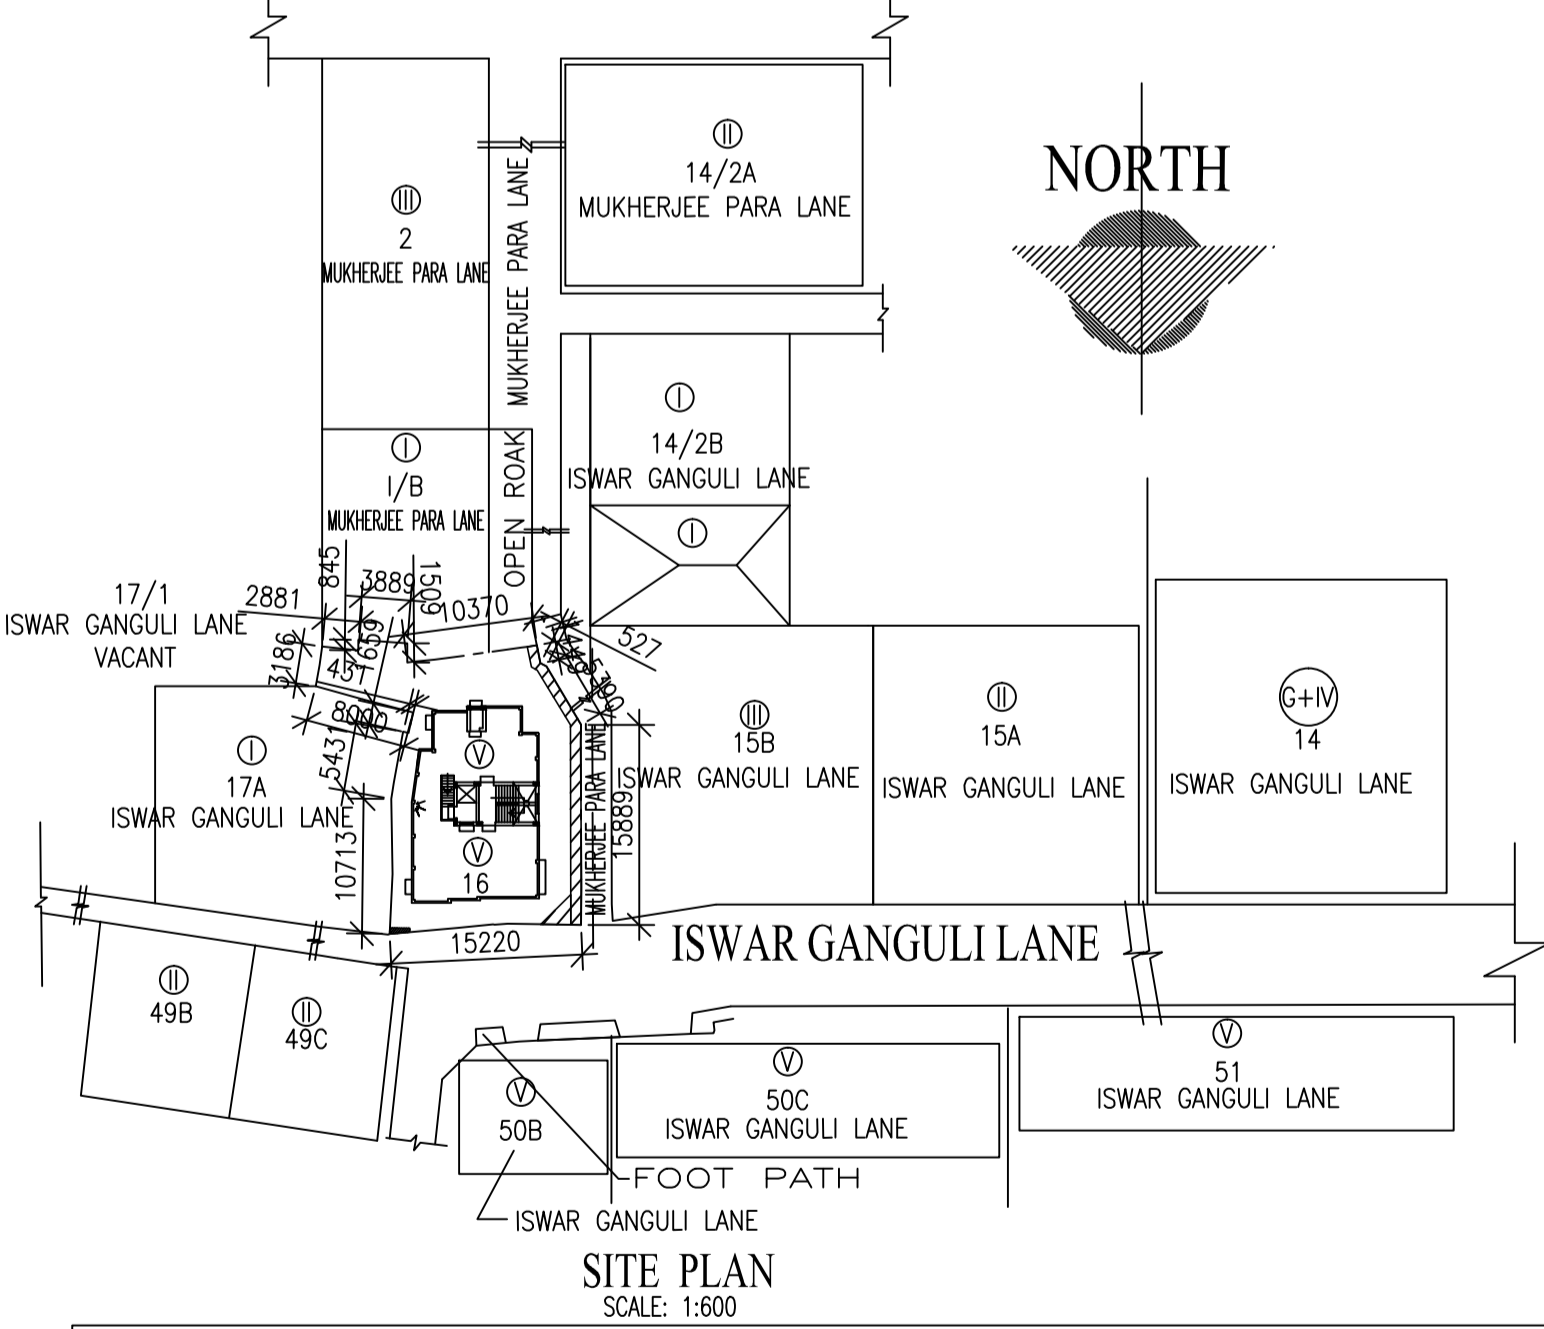 NORTH
II
14/2A
MUKHERJEE PARA LANE
III
2
MUKHERJEE PARA LANE
MUKHERJEE PARA LANE
I
14/2B
ISWAR GANGULI LANE
I
I
I/B
MUKHERJEE PARA LANE
OPEN ROAK
17/1
ISWAR GANGULI LANE
VACANT
2881
845
3889
1509
10370
527
3186
431
1659
5390
8000
5431
10713
15889
15220
I
17A
ISWAR GANGULI LANE
V
V
16
MUKHERJEE PARA LANE
III
15B
ISWAR GANGULI LANE
II
15A
ISWAR GANGULI LANE
G+IV
14
ISWAR GANGULI LANE
ISWAR GANGULI LANE
II
49B
II
49C
V
50B
V
50C
ISWAR GANGULI LANE
V
51
ISWAR GANGULI LANE
FOOT PATH
ISWAR GANGULI LANE
SITE PLAN
SCALE: 1:600